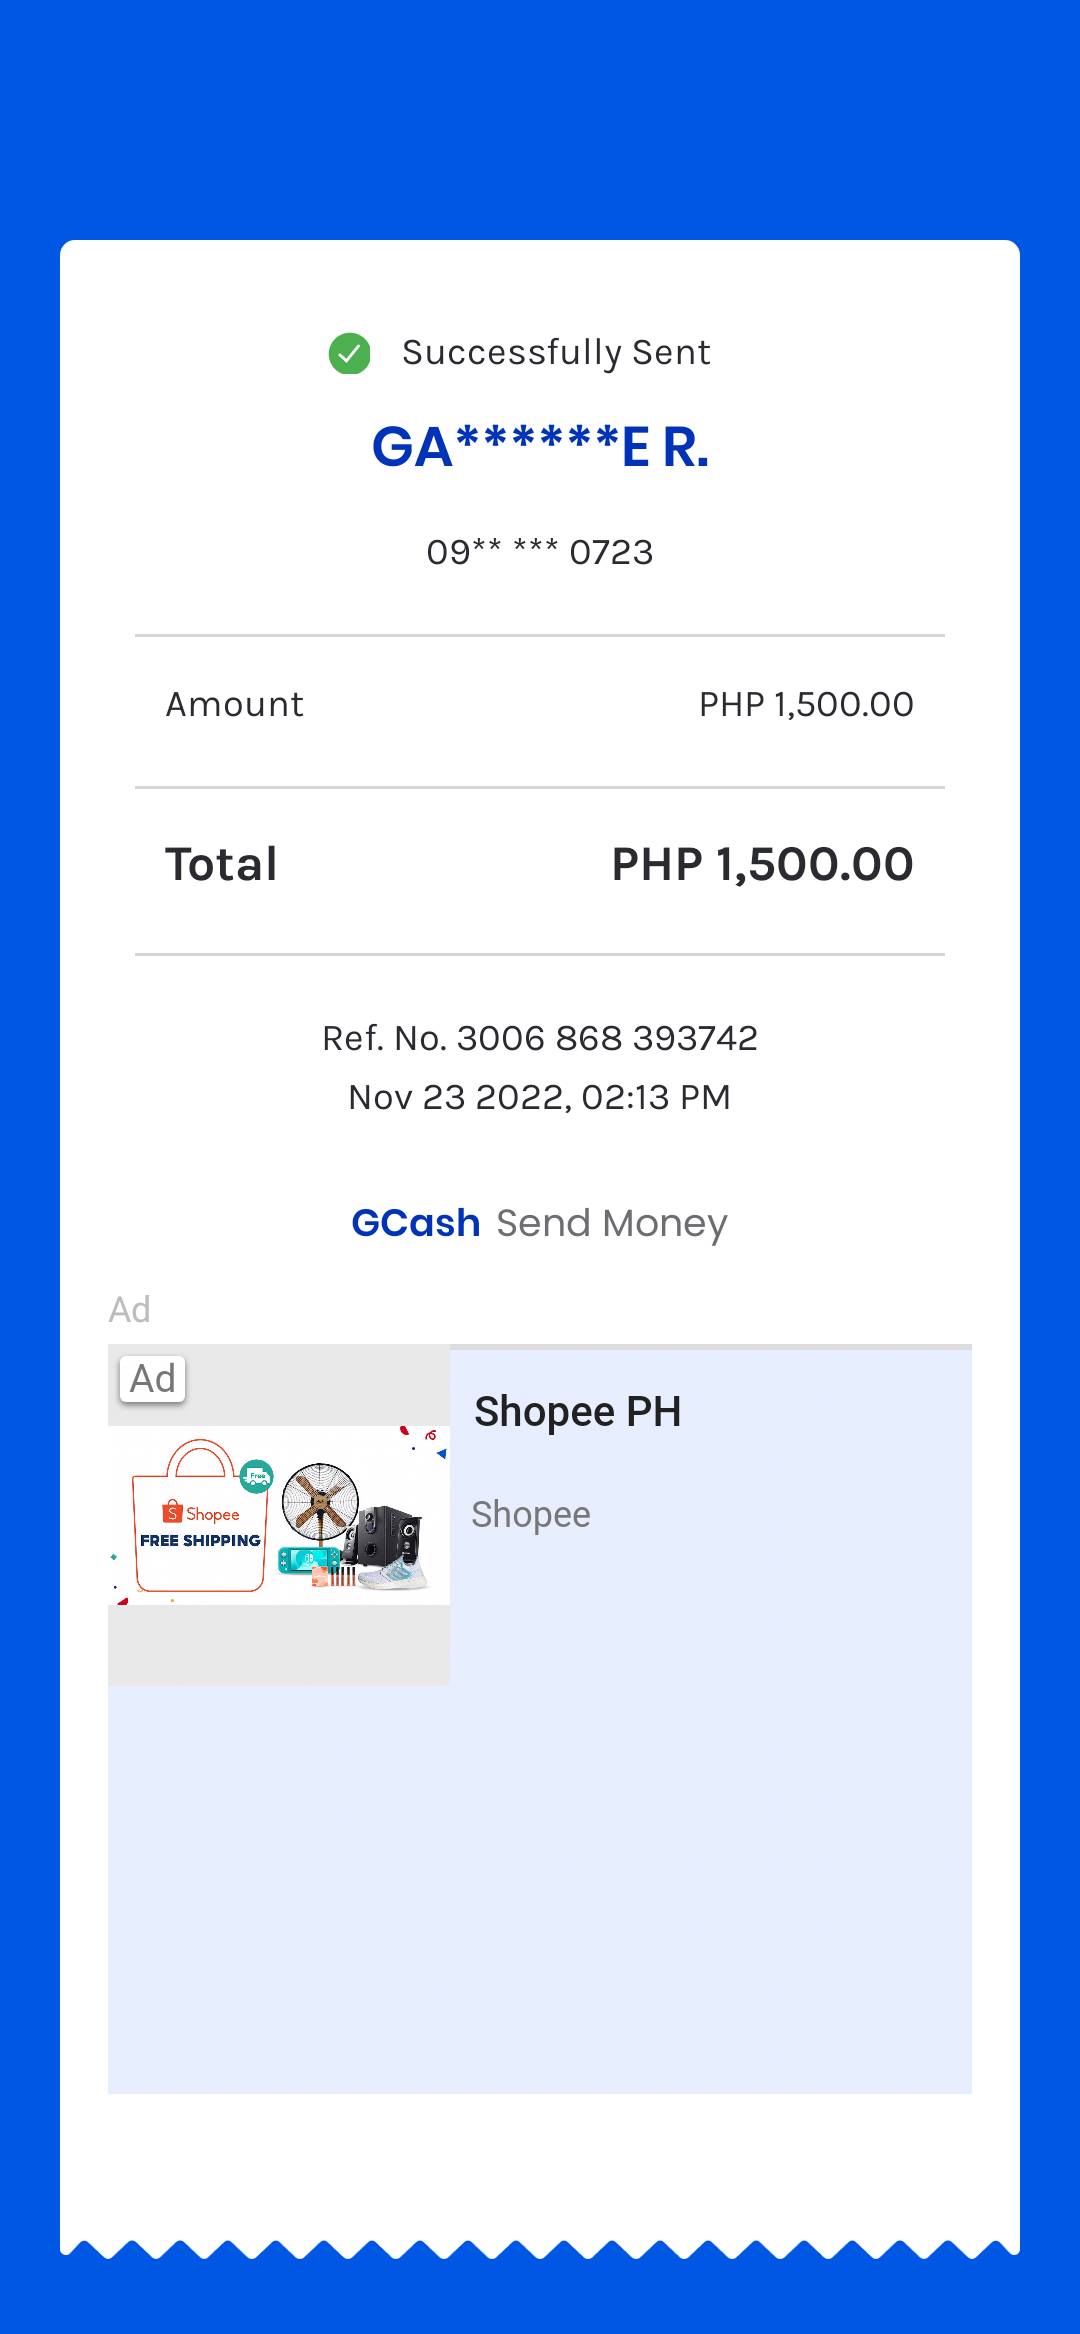 Successfully Sent
GA******E R.
09** *** 0723
Amount PHP 1,500.00
Total PHP 1,500.00
Ref. No. 3006 868 393742
Nov 23 2022, 02:13 PM
GCash Send Money
Ad
Ad
Shopee PH
Free
Shopee
FREE SHIPPING
Shopee